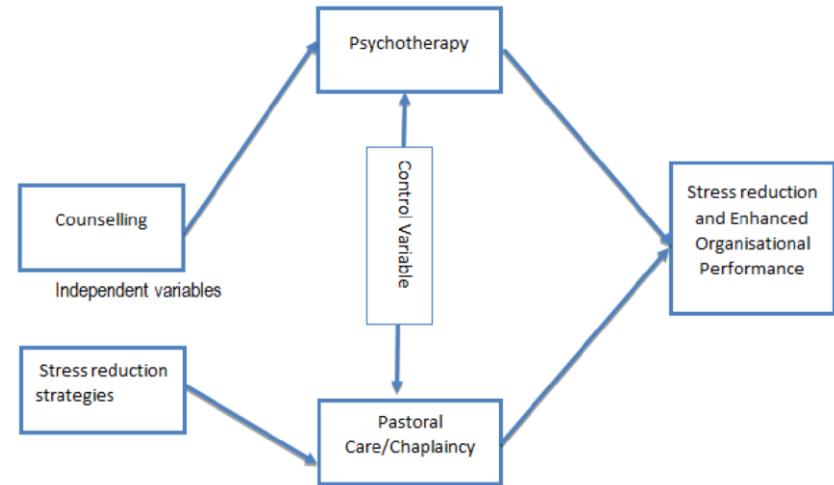 Psychotherapy
Control Variable
Counselling
Independent variables
Stress reduction
strategies
Pastoral
Care/Chaplaincy
Stress reduction
and Enhanced
Organisational
Performance